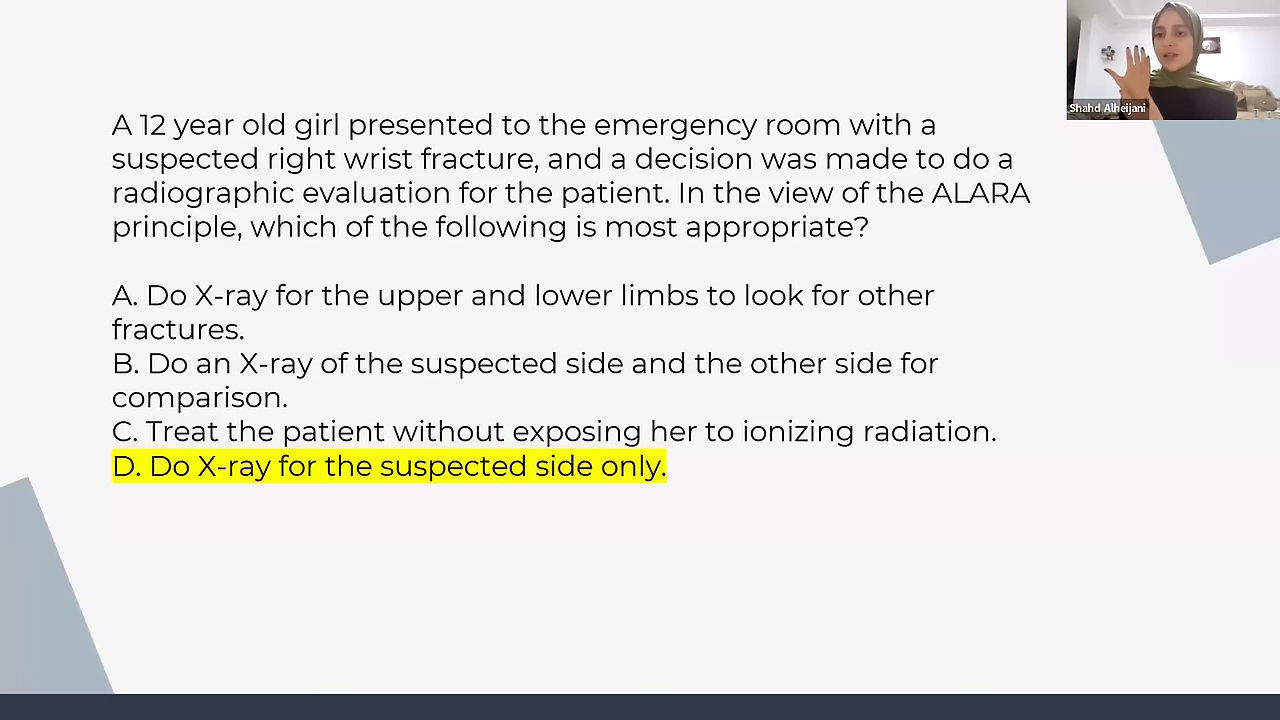 Shahd Alheijani
A 12 year old girl presented to the emergency room with a
suspected right wrist fracture, and a decision was made to do a
radiographic evaluation for the patient. In the view of the ALARA
principle, which of the following is most appropriate?
A. Do X-ray for the upper and lower limbs to look for other
fractures.
B. Do an X-ray of the suspected side and the other side for
comparison.
C. Treat the patient without exposing her to ionizing radiation.
D. Do X-ray for the suspected side only.